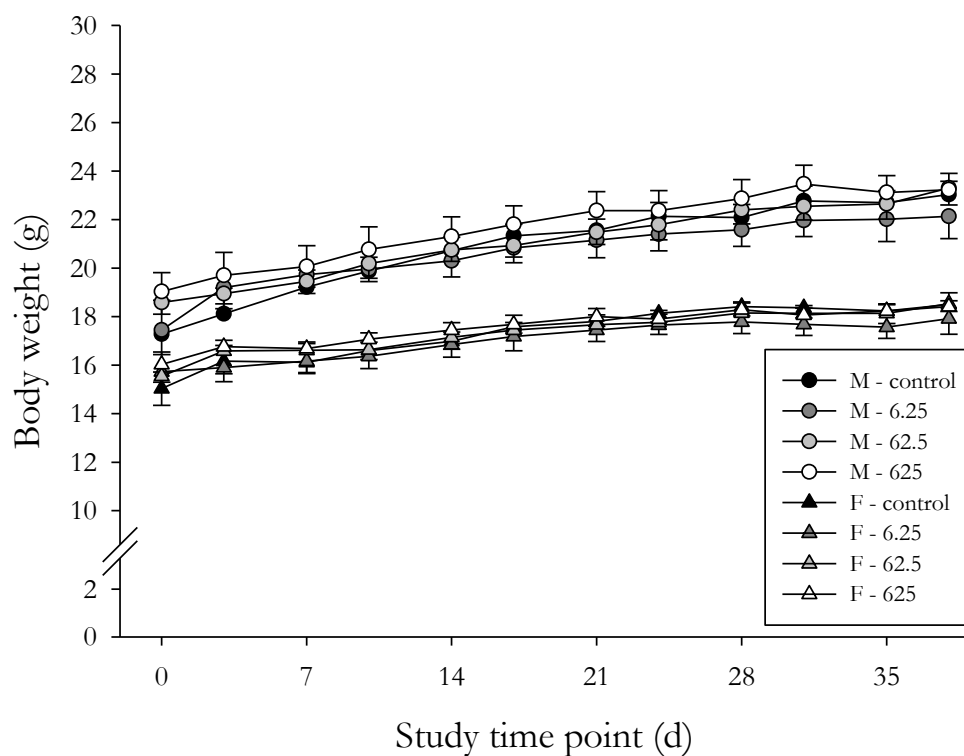 30
28
26
24
22
20
18
16
14
12
10
2
0
Body weight (g)
0 7 14 21 28 35
Study time point (d)
M - control
M - 6.25
M - 62.5
M - 625
F - control
F - 6.25
F - 62.5
F - 625